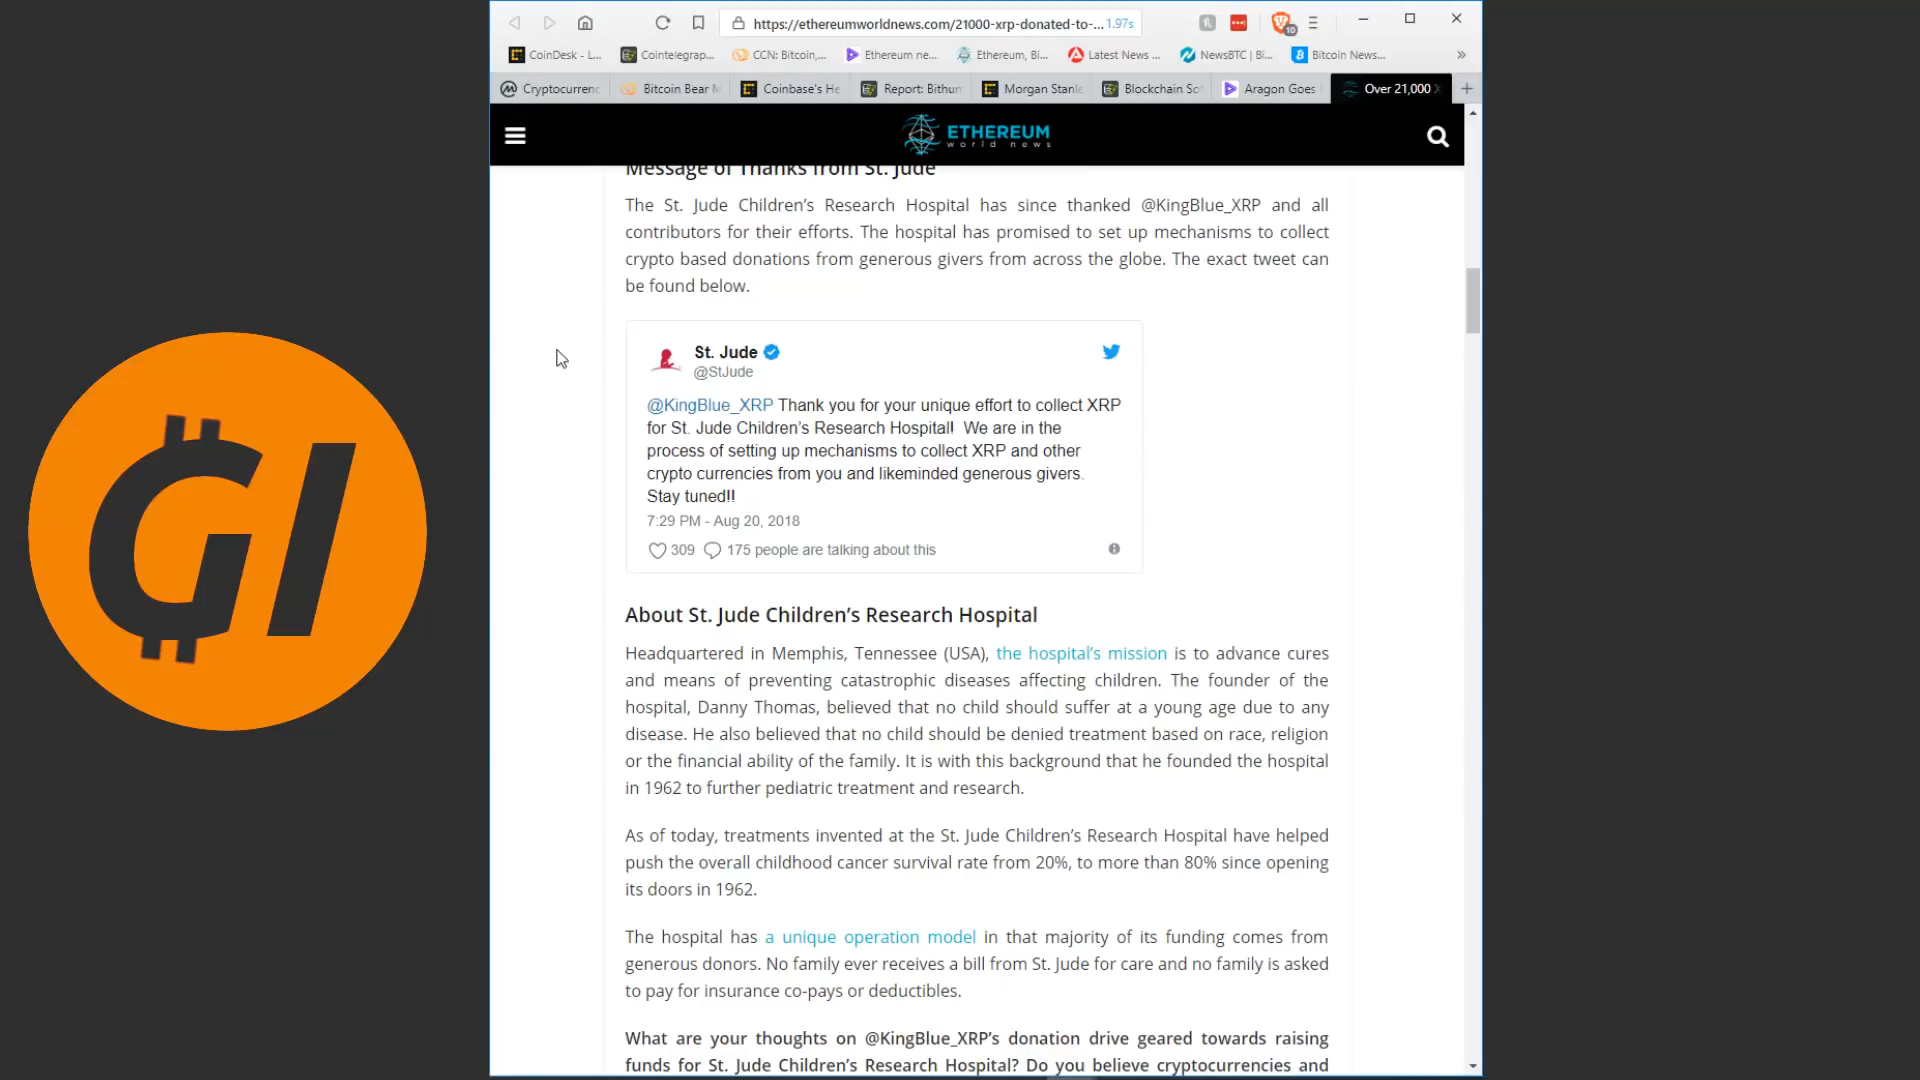 https://ethereumworldnews.com/21000-xrp-donated-to-... 1.97s
10
CoinDesk - L... Cointelegrap... CCN: Bitcoin,... Ethereum ne... Ethereum, Bi... Latest News ... NewsBTC | Bi... Bitcoin News... »
Cryptocurrenc Bitcoin Bear M Coinbase's He Report: Bithum Morgan Stanle Blockchain So Aragon Goes Over 21,000 X
ETHEREUM
world news
Message of Thanks from St. Jude
The St. Jude Children's Research Hospital has since thanked @KingBlue_XRP and all
contributors for their efforts. The hospital has promised to set up mechanisms to collect
crypto based donations from generous givers from across the globe. The exact tweet can
be found below.
St. Jude
@StJude
@KingBlue_XRP Thank you for your unique effort to collect XRP
for St. Jude Children's Research Hospital! We are in the
process of setting up mechanisms to collect XRP and other
crypto currencies from you and likeminded generous givers.
Stay tuned!!
7:29 PM - Aug 20, 2018
309 175 people are talking about this
GI
About St. Jude Children's Research Hospital
Headquartered in Memphis, Tennessee (USA), the hospital's mission is to advance cures
and means of preventing catastrophic diseases affecting children. The founder of the
hospital, Danny Thomas, believed that no child should suffer at a young age due to any
disease. He also believed that no child should be denied treatment based on race, religion
or the financial ability of the family. It is with this background that he founded the hospital
in 1962 to further pediatric treatment and research.
As of today, treatments invented at the St. Jude Children's Research Hospital have helped
push the overall childhood cancer survival rate from 20%, to more than 80% since opening
its doors in 1962.
The hospital has a unique operation model in that majority of its funding comes from
generous donors. No family ever receives a bill from St. Jude for care and no family is asked
to pay for insurance co-pays or deductibles.
What are your thoughts on @KingBlue_XRP's donation drive geared towards raising
funds for St. Jude Children's Research Hospital? Do you believe cryptocurrencies and